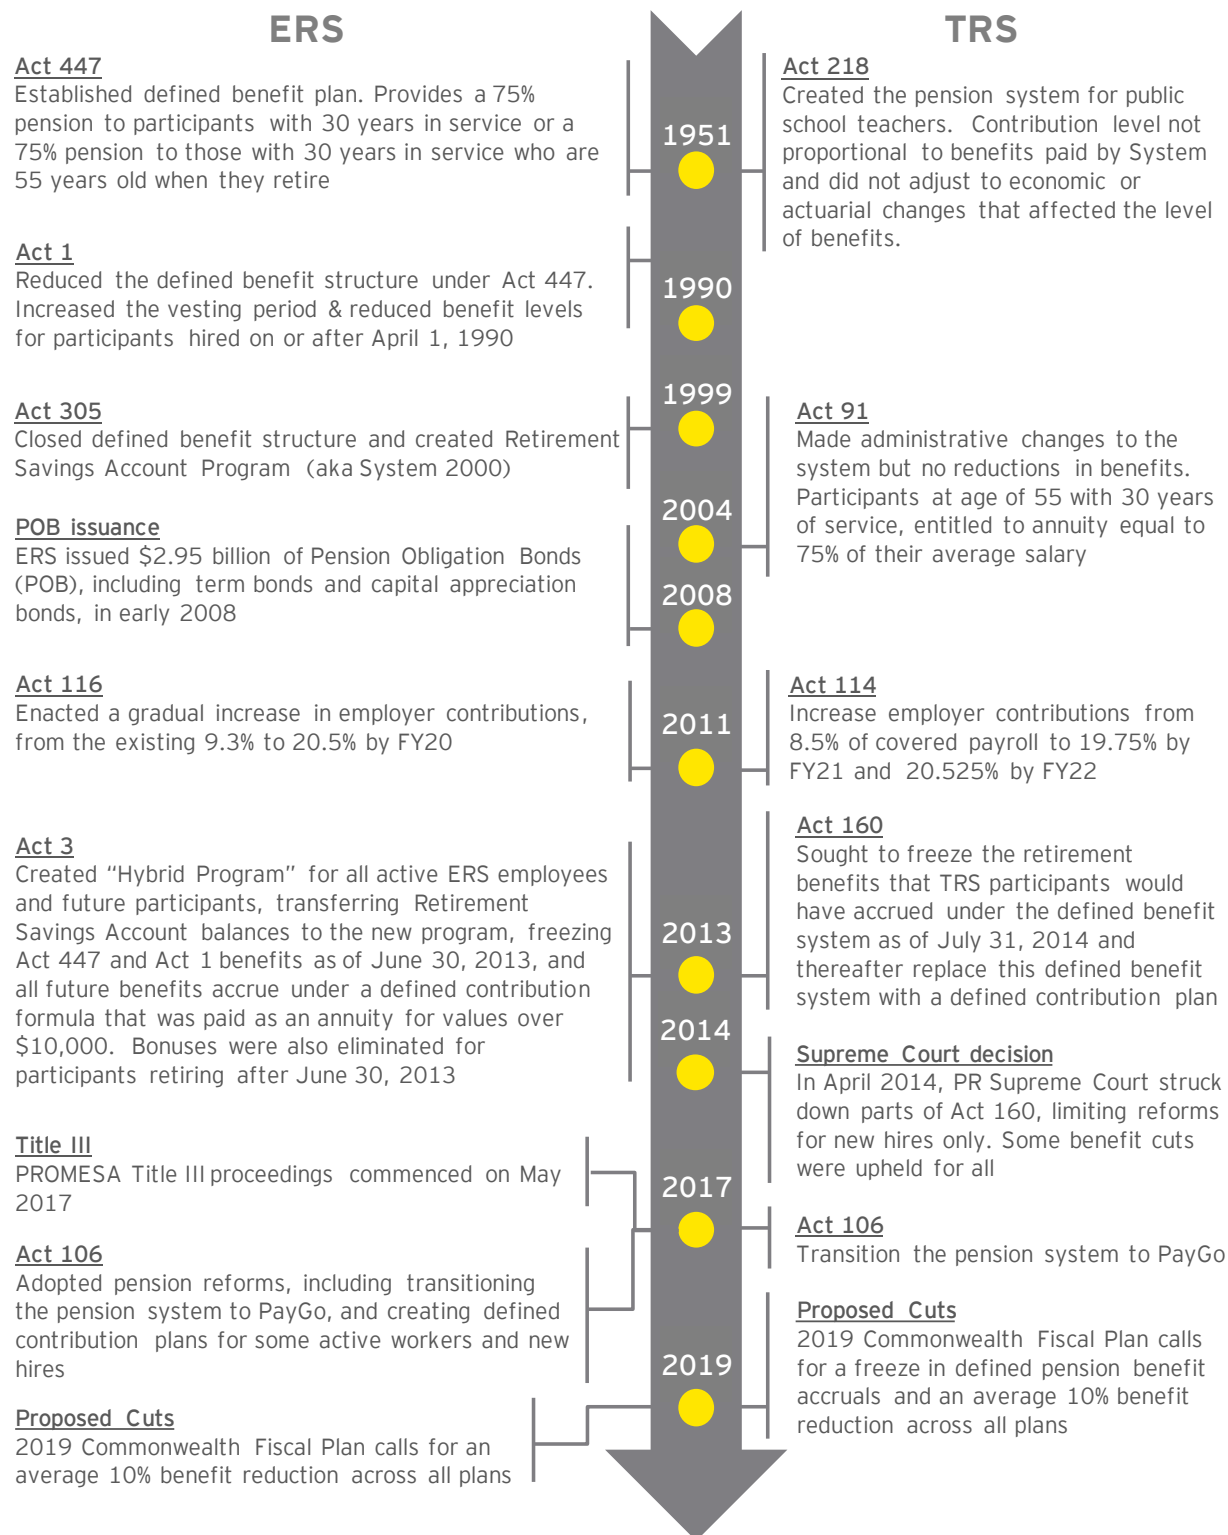 ERS
Act 447
Established defined benefit plan. Provides a 75%
pension to participants with 30 years in service or a
75% pension to those with 30 years in service who are
55 years old when they retire
Act 1
Reduced the defined benefit structure under Act 447.
Increased the vesting period & reduced benefit levels
for participants hired on or after April 1, 1990
Act 305
Closed defined benefit structure and created Retirement
Savings Account Program (aka System 2000)
POB issuance
ERS issued $2.95 billion of Pension Obligation Bonds
(POB), including term bonds and capital appreciation
bonds, in early 2008
Act 116
Enacted a gradual increase in employer contributions,
from the existing 9.3% to 20.5% by FY20
Act 3
Created “Hybrid Program” for all active ERS employees
and future participants, transferring Retirement
Savings Account balances to the new program, freezing
Act 447 and Act 1 benefits as of June 30, 2013, and
all future benefits accrue under a defined contribution
formula that was paid as an annuity for values over
$10,000. Bonuses were also eliminated for
participants retiring after June 30, 2013
Title III
PROMESA Title III proceedings commenced on May
2017
Act 106
Adopted pension reforms, including transitioning
the pension system to PayGo, and creating defined
contribution plans for some active workers and new
hires
Proposed Cuts
2019 Commonwealth Fiscal Plan calls for an
average 10% benefit reduction across all plans
1951
1990
1999
2004
2008
2011
2013
2014
2017
2019
TRS
Act 218
Created the pension system for public
school teachers. Contribution level not
proportional to benefits paid by System
and did not adjust to economic or
actuarial changes that affected the level
of benefits.
Act 91
Made administrative changes to the
system but no reductions in benefits.
Participants at age of 55 with 30 years
of service, entitled to annuity equal to
75% of their average salary
Act 114
Increase employer contributions from
8.5% of covered payroll to 19.75% by
FY21 and 20.525% by FY22
Act 160
Sought to freeze the retirement
benefits that TRS participants would
have accrued under the defined benefit
system as of July 31, 2014 and
thereafter replace this defined benefit
system with a defined contribution plan
Supreme Court decision
In April 2014, PR Supreme Court struck
down parts of Act 160, limiting reforms
for new hires only. Some benefit cuts
were upheld for all
Act 106
Transition the pension system to PayGo
Proposed Cuts
2019 Commonwealth Fiscal Plan calls
for a freeze in defined pension benefit
accruals and an average 10% benefit
reduction across all plans